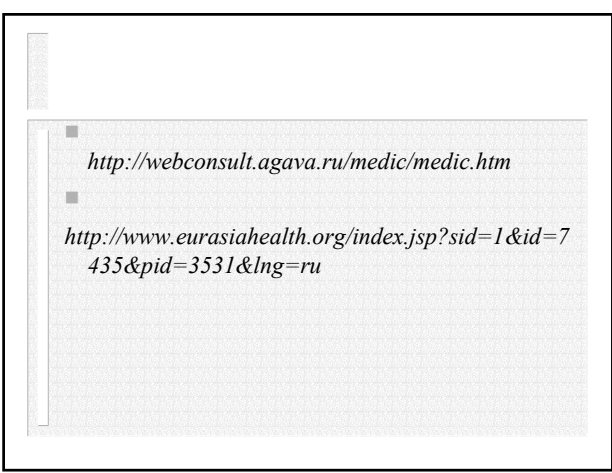 http://webconsult.agava.ru/medic/medic.htm
http://www.eurasiahealth.org/index.jsp?sid=1&id=7
435&pid=3531&lng=ru